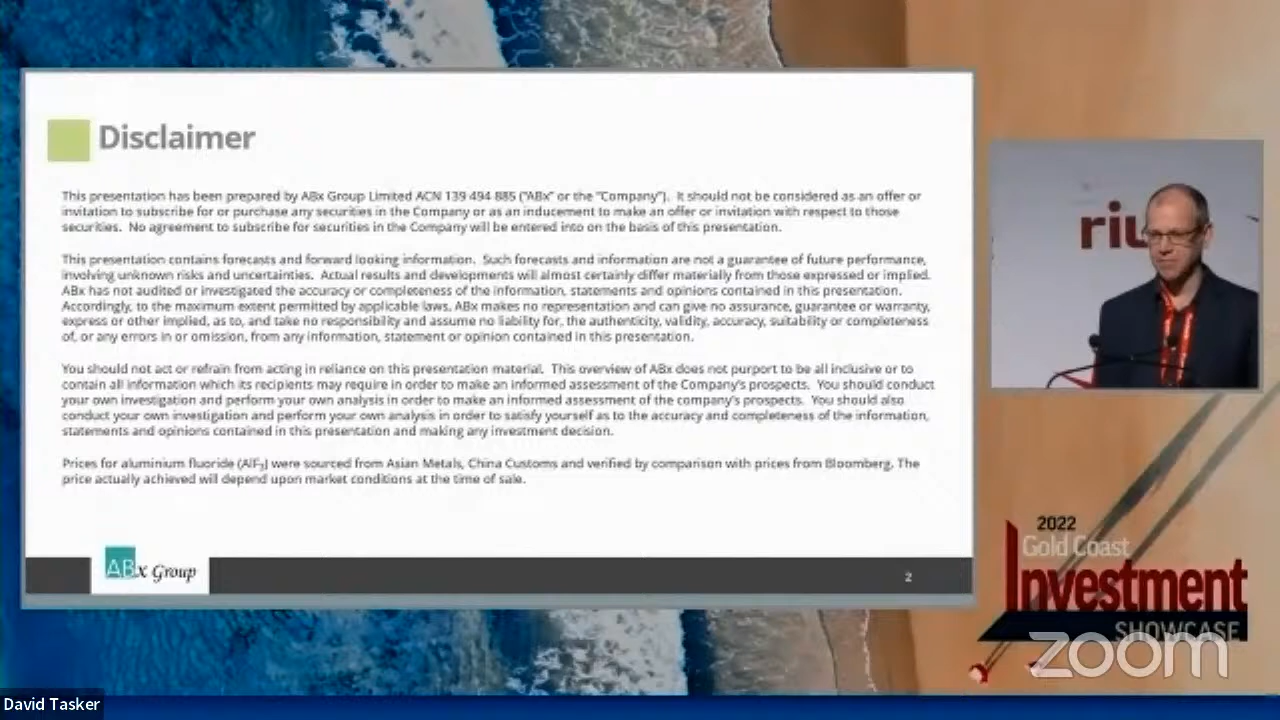 Disclaimer
This presentation has been prepared by ABx Group Limited ACN 139 494 885 ("ABx" or the "Company"). It should not be considered as an offer or
invitation to subscribe for or purchase any securities in the Company or as an inducement to make an offer or invitation with respect to those
securities. No agreement to subscribe for securities in the Company will be entered into on the basis of this presentation.
This presentation contains forecasts and forward looking information. Such forecasts and information are not a guarantee of future performance,
involving unknown risks and uncertainties. Actual results and developments will almost certainly differ materially from those expressed or implied.
ABx has not audited or investigated the accuracy or completeness of the information, statements and opinions contained in this presentation.
Accordingly, to the maximum extent permitted by applicable laws, ABx makes no representation and can give no assurance, guarantee or warranty,
express or other implied, as to, and take no responsibility and assume no liability for, the authenticity, validity, accuracy, suitability or completeness
of, or any errors in or omission, from any information, statement or opinion contained in this presentation.
You should not act or refrain from acting in reliance on this presentation material. This overview of ABx does not purport to be all inclusive or to
contain all information which its recipients may require in order to make an informed assessment of the Company's prospects. You should conduct
your own investigation and perform your own analysis in order to make an informed assessment of the company's prospects. You should also
conduct your own investigation and perform your own analysis in order to satisfy yourself as to the accuracy and completeness of the information,
statements and opinions contained in this presentation and making any investment decision.
Prices for aluminium fluoride (AlF₃) were sourced from Asian Metals, China Customs and verified by comparison with prices from Bloomberg. The
price actually achieved will depend upon market conditions at the time of sale.
ABx Group
2
riu
2022
Gold Coast
Investment
SHOWCASE
zoom
David Tasker